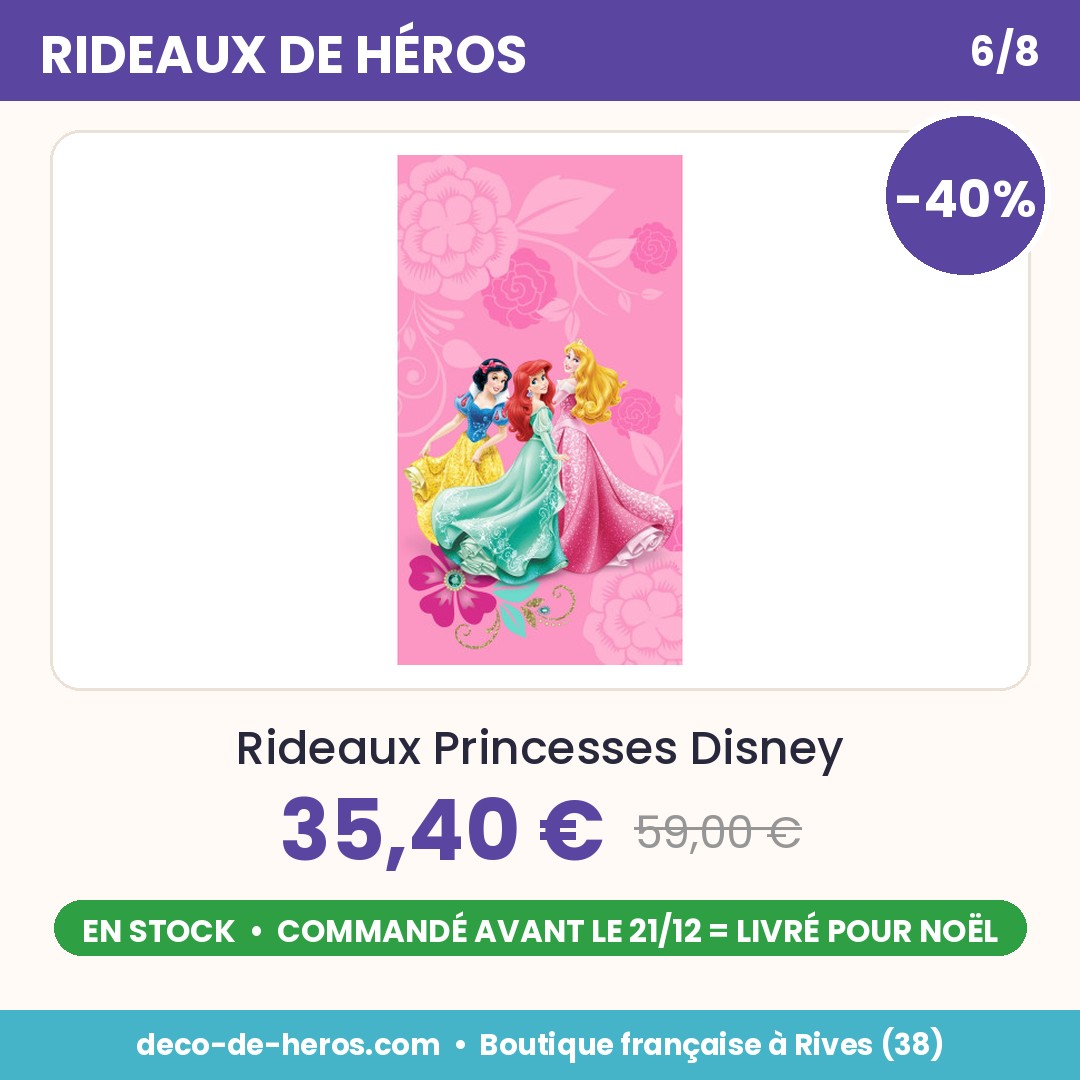 RIDEAUX DE HÉROS
6/8
-40%
Rideaux Princesses Disney
35,40 € 59,00 €
EN STOCK • COMMANDÉ AVANT LE 21/12 = LIVRÉ POUR NOËL
deco-de-heros.com • Boutique française à Rives (38)